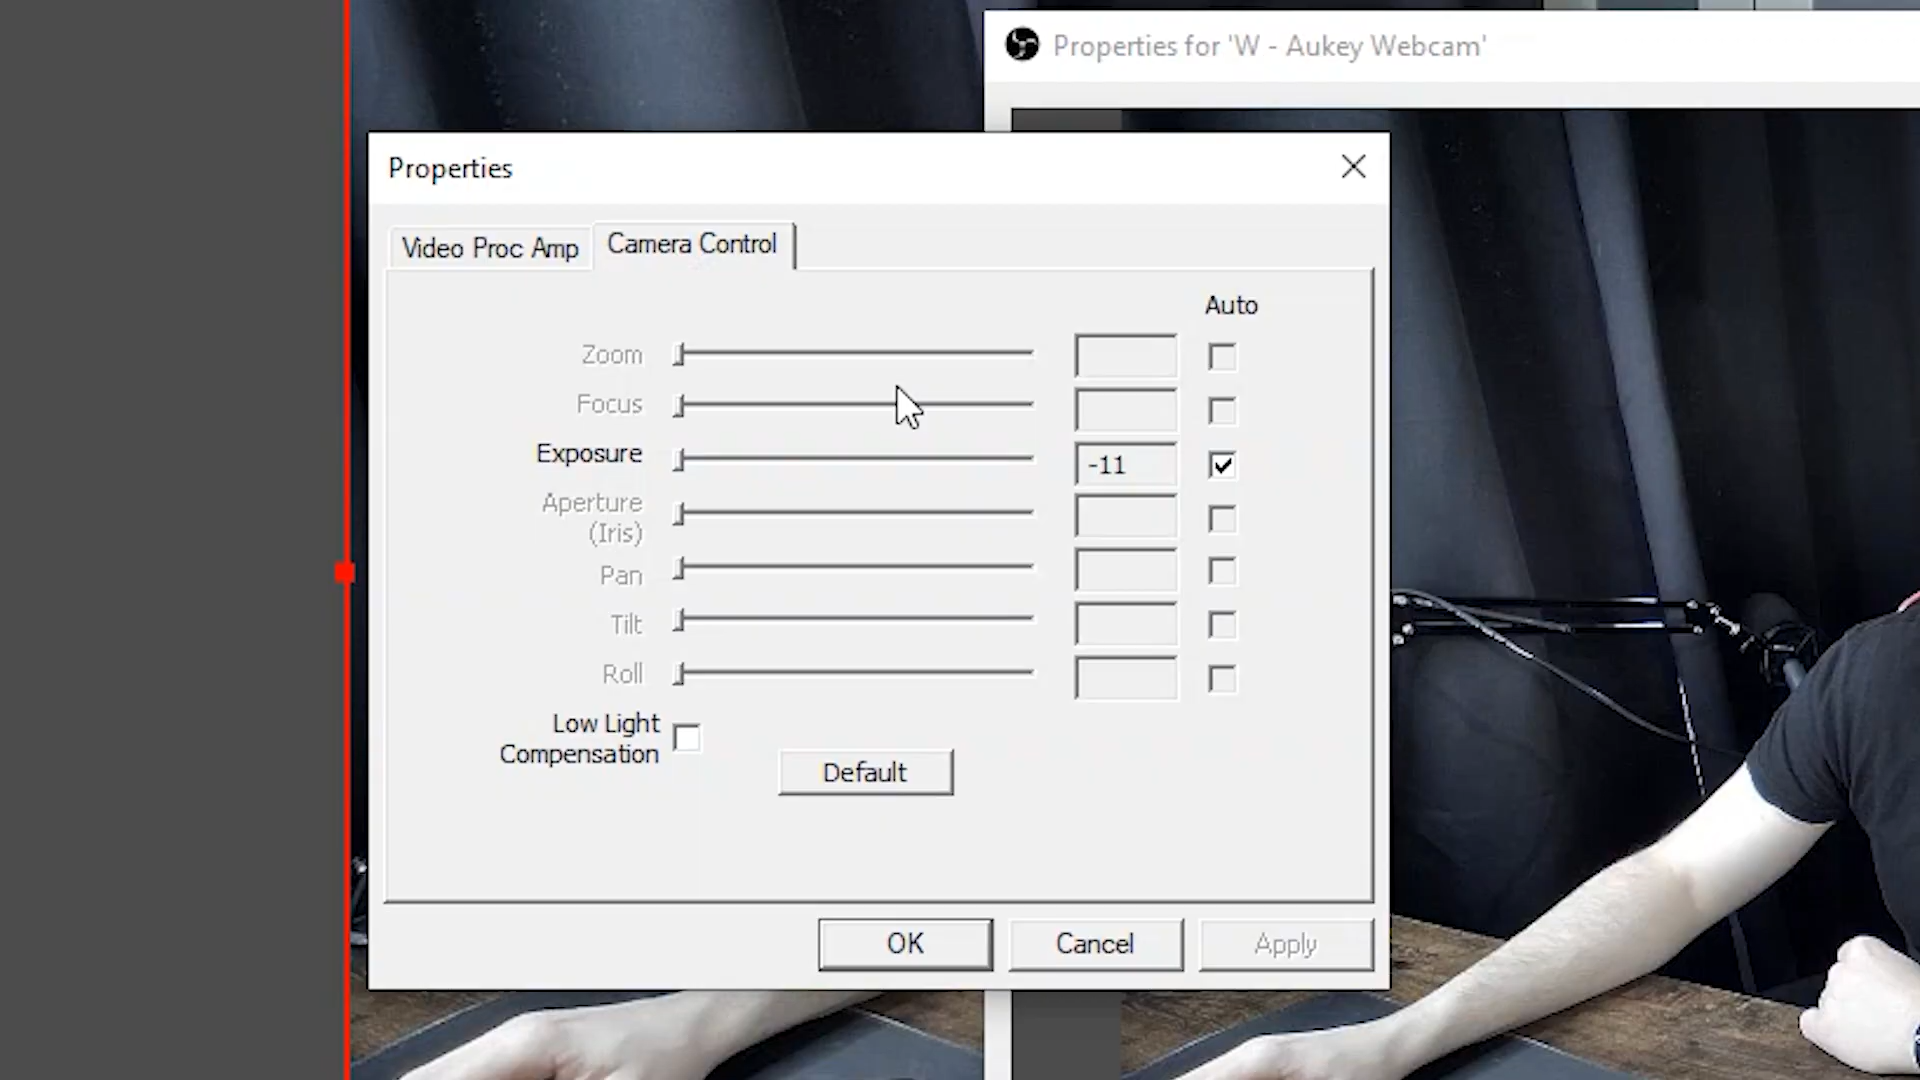 Properties for 'W - Aukey Webcam'
Properties
Video Proc Amp
Camera Control
Auto
Zoom
Focus
Exposure
-11
Aperture
(Iris)
Pan
Tilt
Roll
Low Light
Compensation
Default
OK
Cancel
Apply